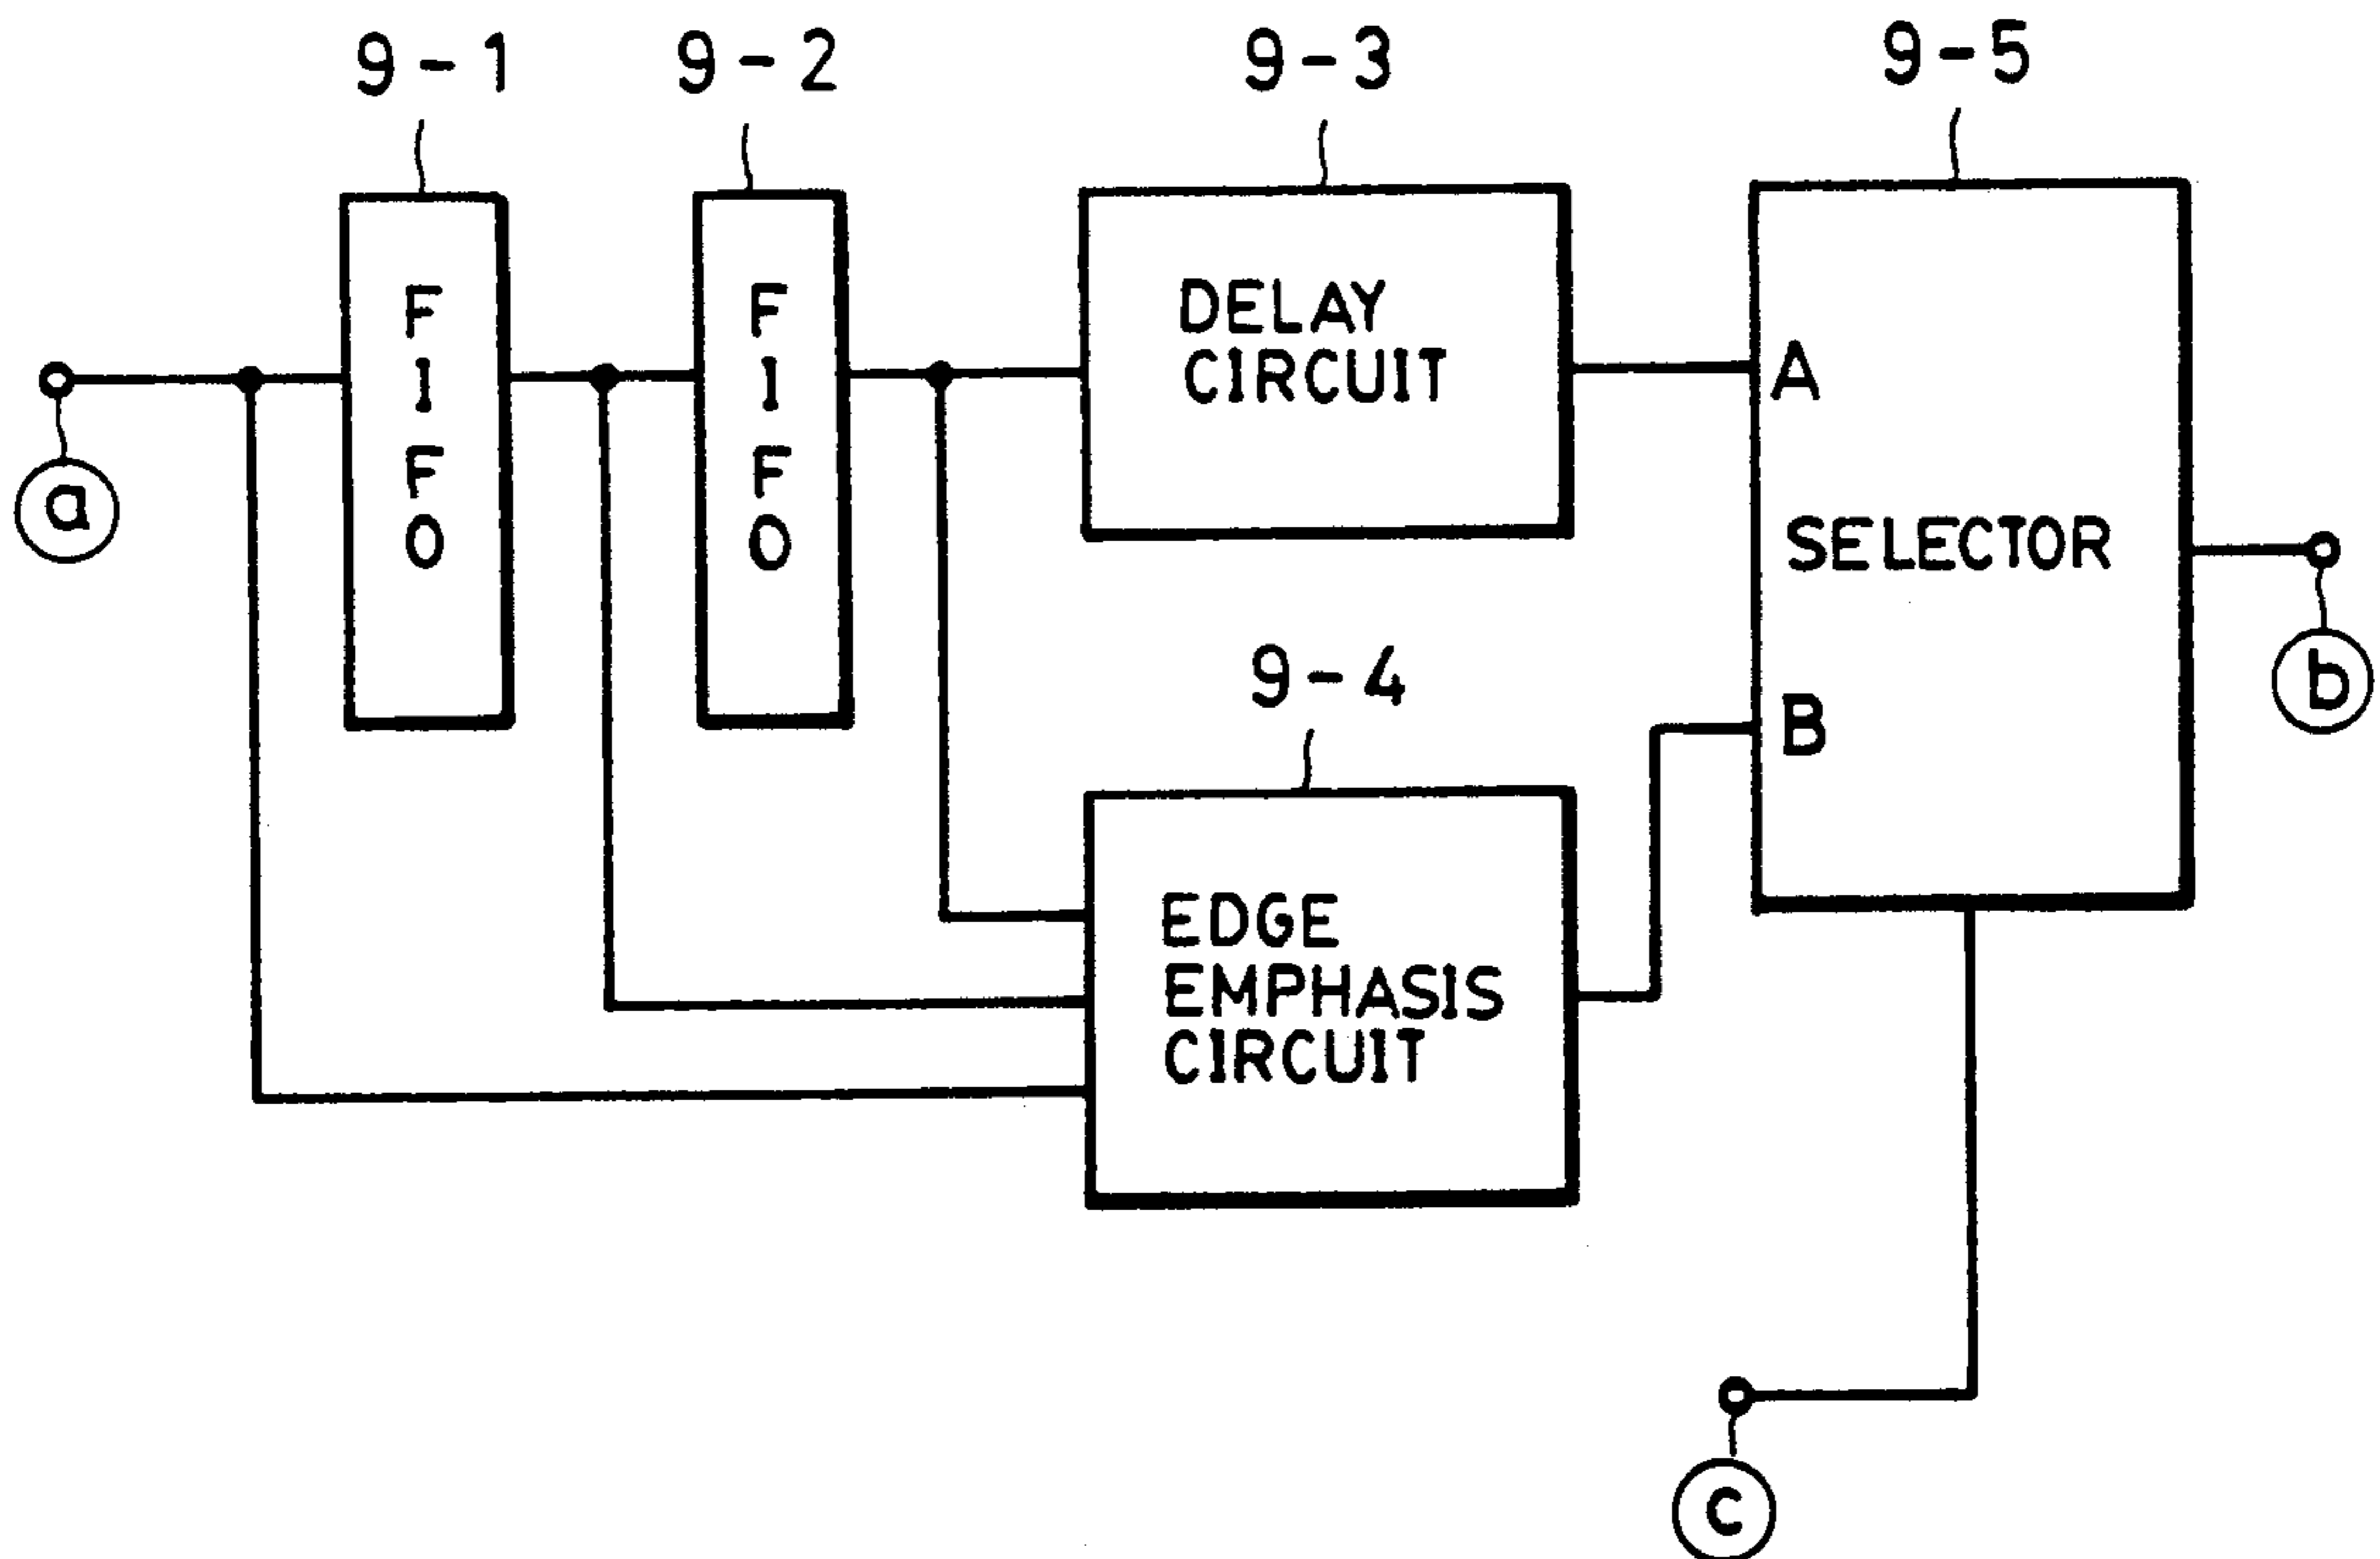 9-1
9-2
9-3
9-5
FIFO
FIFO
DELAY
CIRCUIT
A
a
SELECTOR
b
9-4
B
EDGE
EMPHASIS
CIRCUIT
c